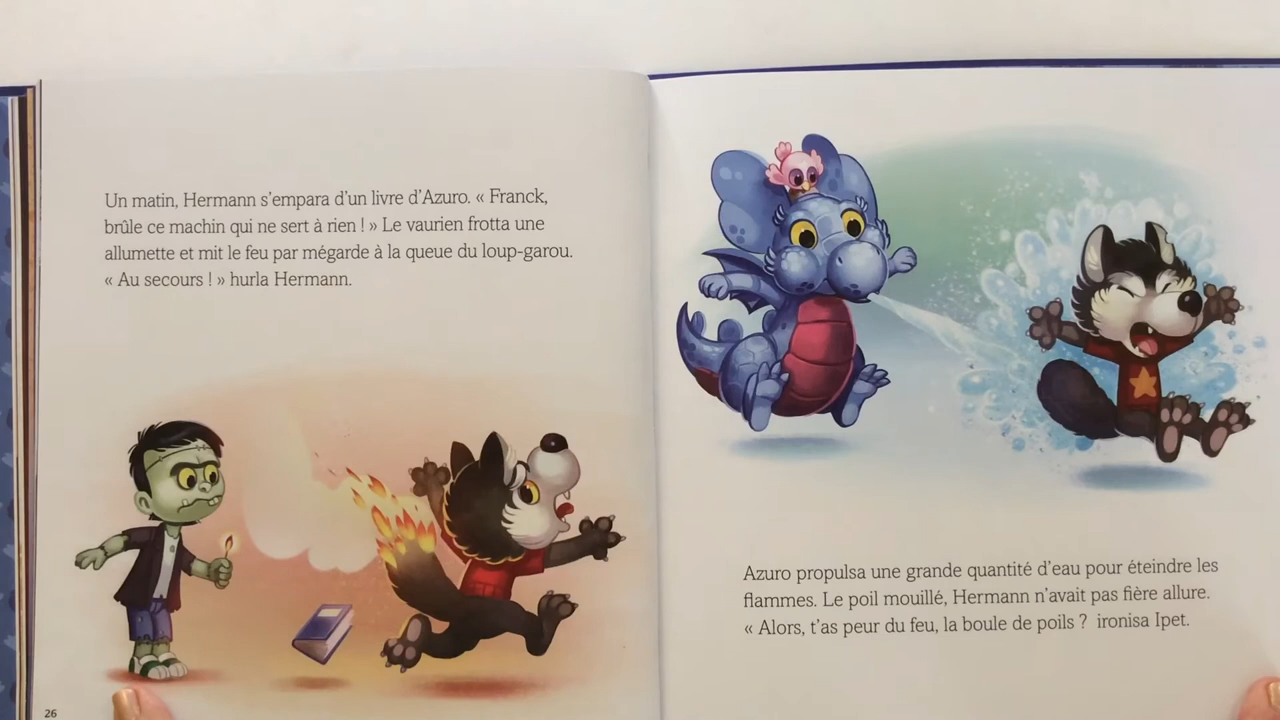 Un matin, Hermann s'empara d'un livre d'Azuro. « Franck,
brûle ce machin qui ne sert à rien ! » Le vaurien frotta une
allumette et mit le feu par mégarde à la queue du loup-garou.
« Au secours ! » hurla Hermann.
26
Azuro propulsa une grande quantité d'eau pour éteindre les
flammes. Le poil mouillé, Hermann n'avait pas fière allure.
« Alors, t'as peur du feu, la boule de poils ? ironisa Ipet.